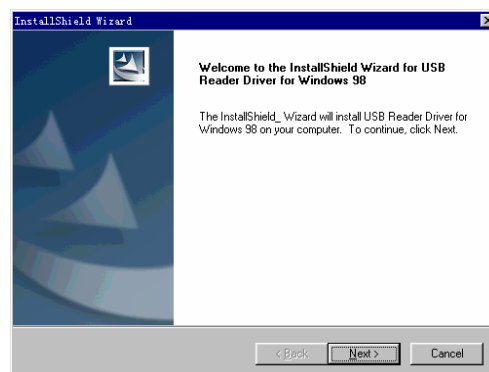 InstallShield Wizard
Welcome to the InstallShield Wizard for USB
Reader Driver for Windows 98
The InstallShield_ Wizard will install USB Reader Driver for
Windows 98 on your computer. To continue, click Next.
< Back
Next >
Cancel